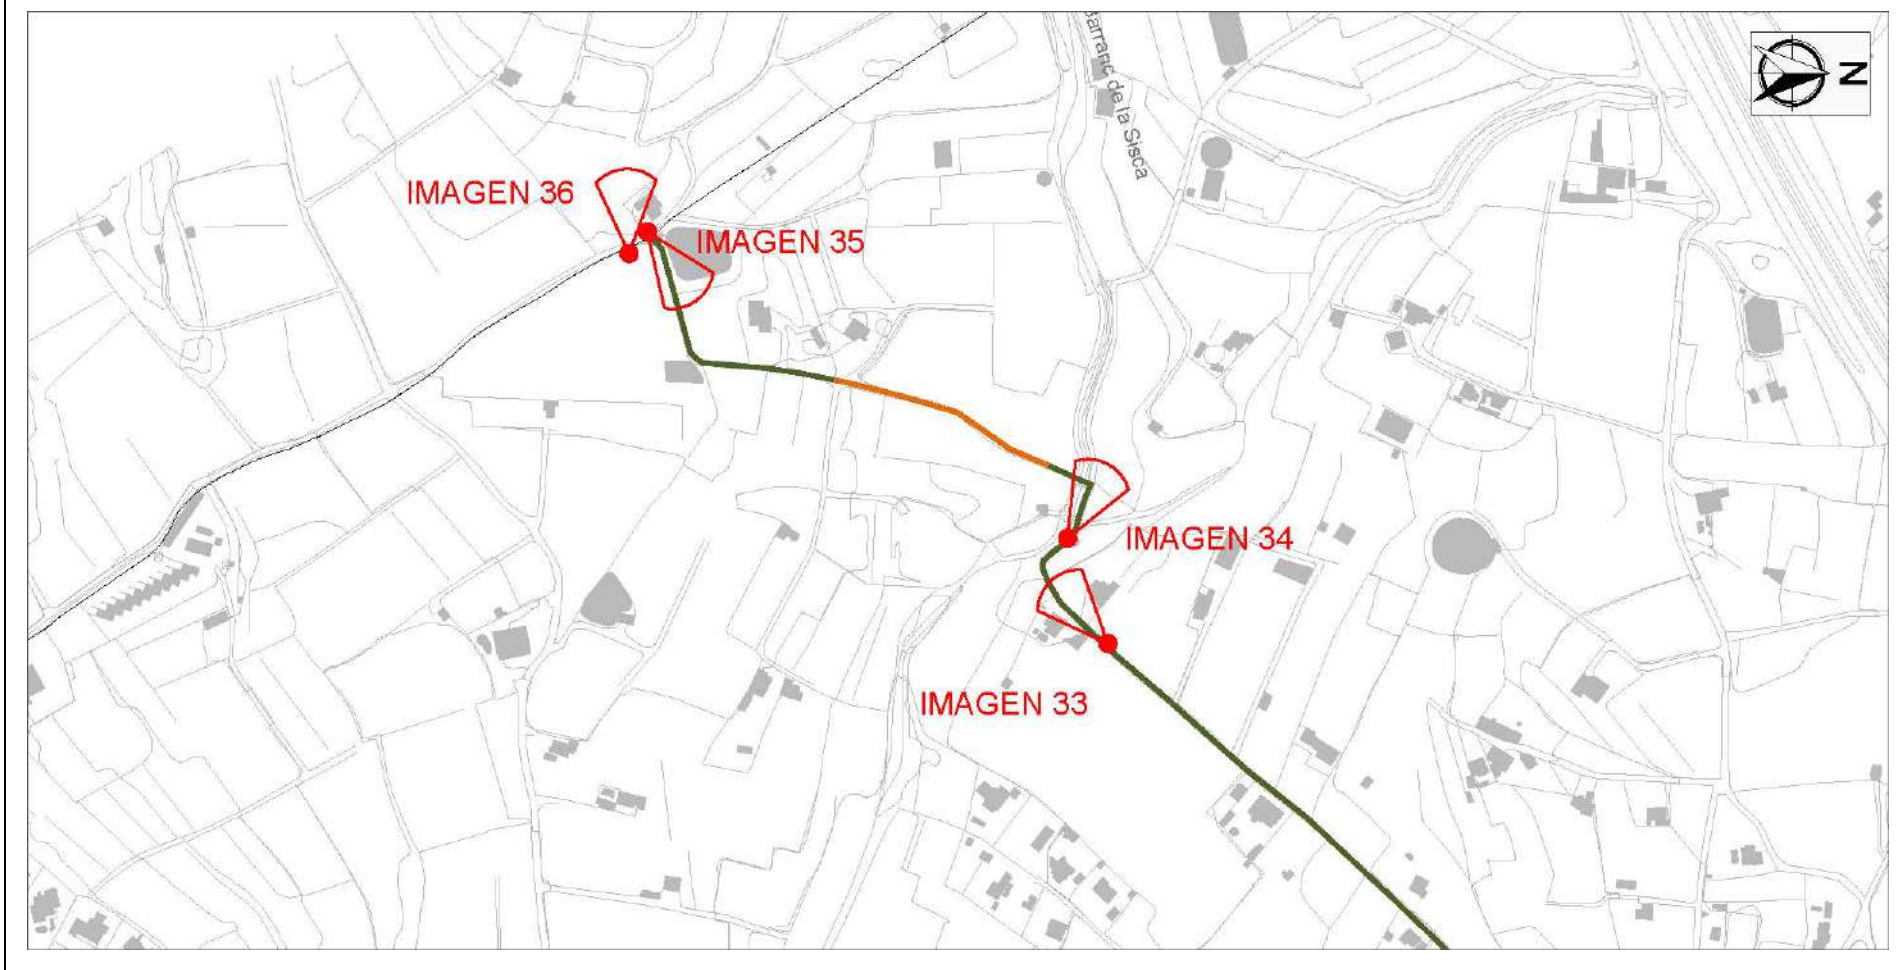 Barranc de la Sisca
N
IMAGEN 36
IMAGEN 35
IMAGEN 34
IMAGEN 33